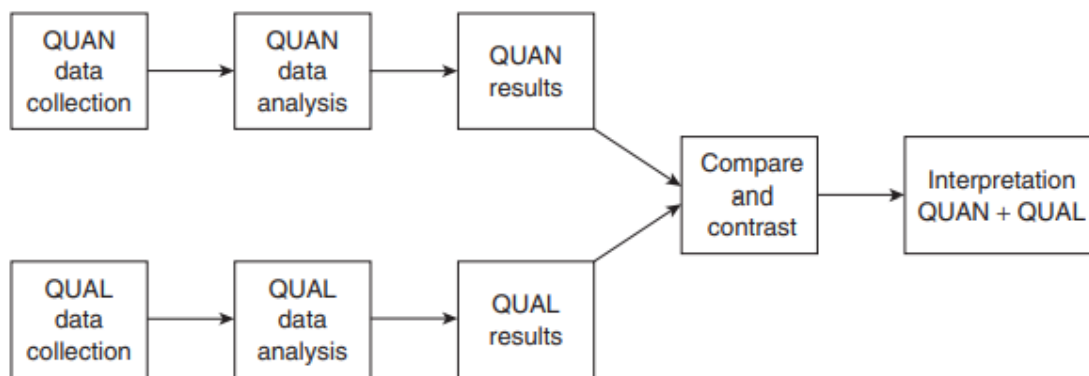 QUAN
data
collection
QUAN
data
analysis
QUAN
results
Compare
and
contrast
Interpretation
QUAN + QUAL
QUAL
data
collection
QUAL
data
analysis
QUAL
results